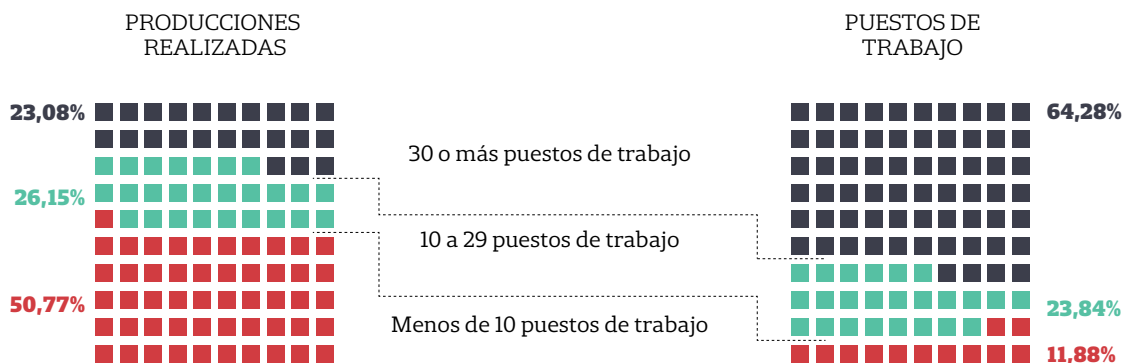 PRODUCCIONES
REALIZADAS
PUESTOS DE
TRABAJO
23,08%
64,28%
30 o más puestos de trabajo
26,15%
10 a 29 puestos de trabajo
50,77%
23,84%
Menos de 10 puestos de trabajo
11,88%